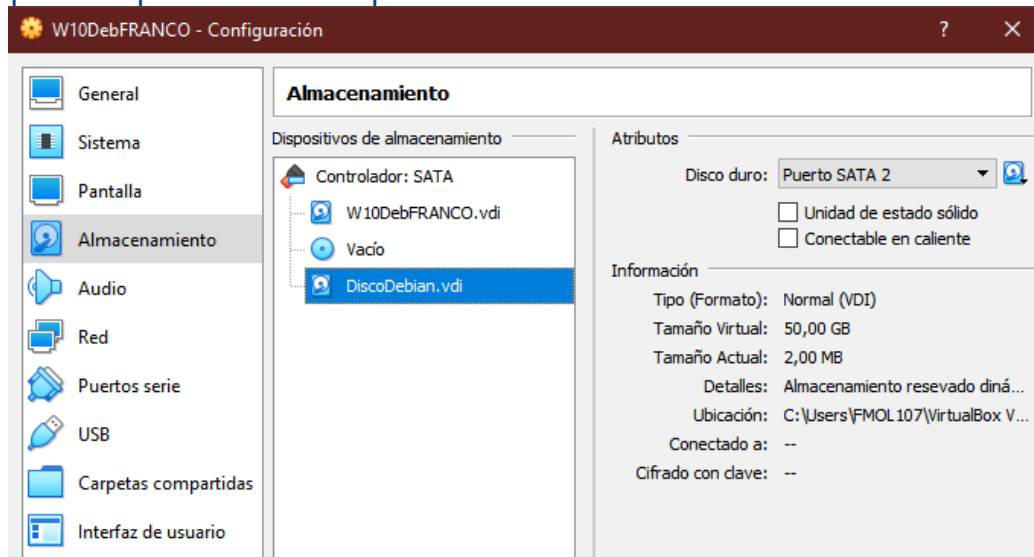 W10DebFRANCO - Configuración ? ×
General
Sistema
Pantalla
Almacenamiento
Audio
Red
Puertos serie
USB
Carpetas compartidas
Interfaz de usuario
Almacenamiento
Dispositivos de almacenamiento
Controlador: SATA
W10DebFRANCO.vdi
Vacío
DiscoDebian.vdi
Atributos
Disco duro: Puerto SATA 2
Unidad de estado sólido
Conectable en caliente
Información
Tipo (Formato): Normal (VDI)
Tamaño Virtual: 50,00 GB
Tamaño Actual: 2,00 MB
Detalles: Almacenamiento resevado diná...
Ubicación: C:\Users\FMOL107\VirtualBox V...
Conectado a: --
Cifrado con clave: --